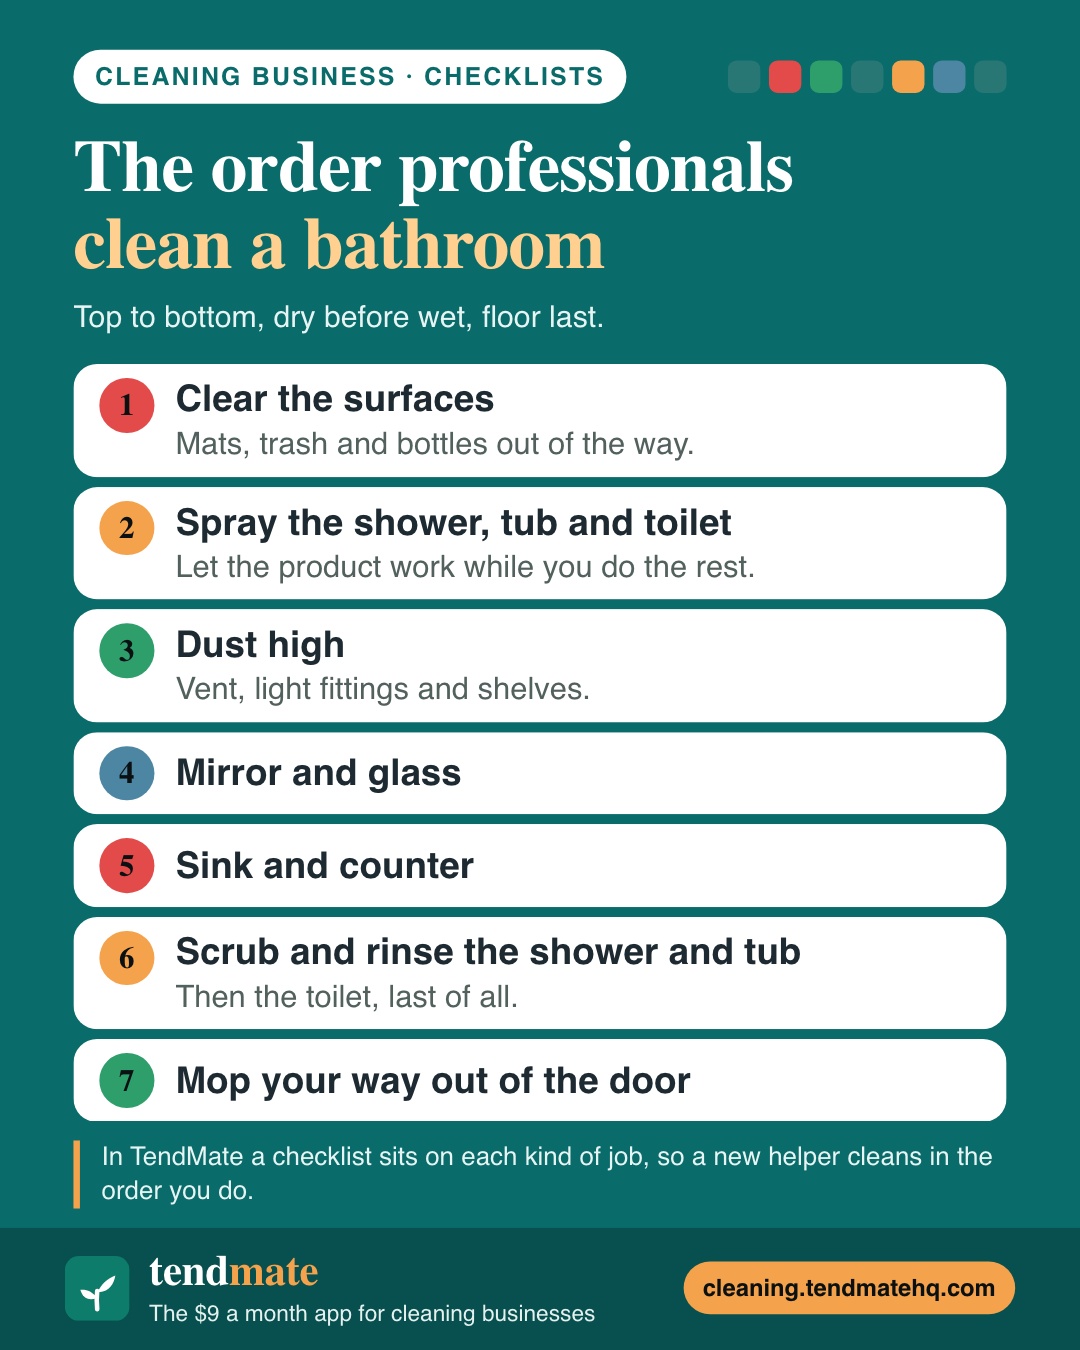 CLEANING BUSINESS · CHECKLISTS
The order professionals
clean a bathroom
Top to bottom, dry before wet, floor last.
1
Clear the surfaces
Mats, trash and bottles out of the way.
2
Spray the shower, tub and toilet
Let the product work while you do the rest.
3
Dust high
Vent, light fittings and shelves.
4
Mirror and glass
5
Sink and counter
6
Scrub and rinse the shower and tub
Then the toilet, last of all.
7
Mop your way out of the door
In TendMate a checklist sits on each kind of job, so a new helper cleans in the
order you do.
tendmate
The $9 a month app for cleaning businesses
cleaning.tendmatehq.com